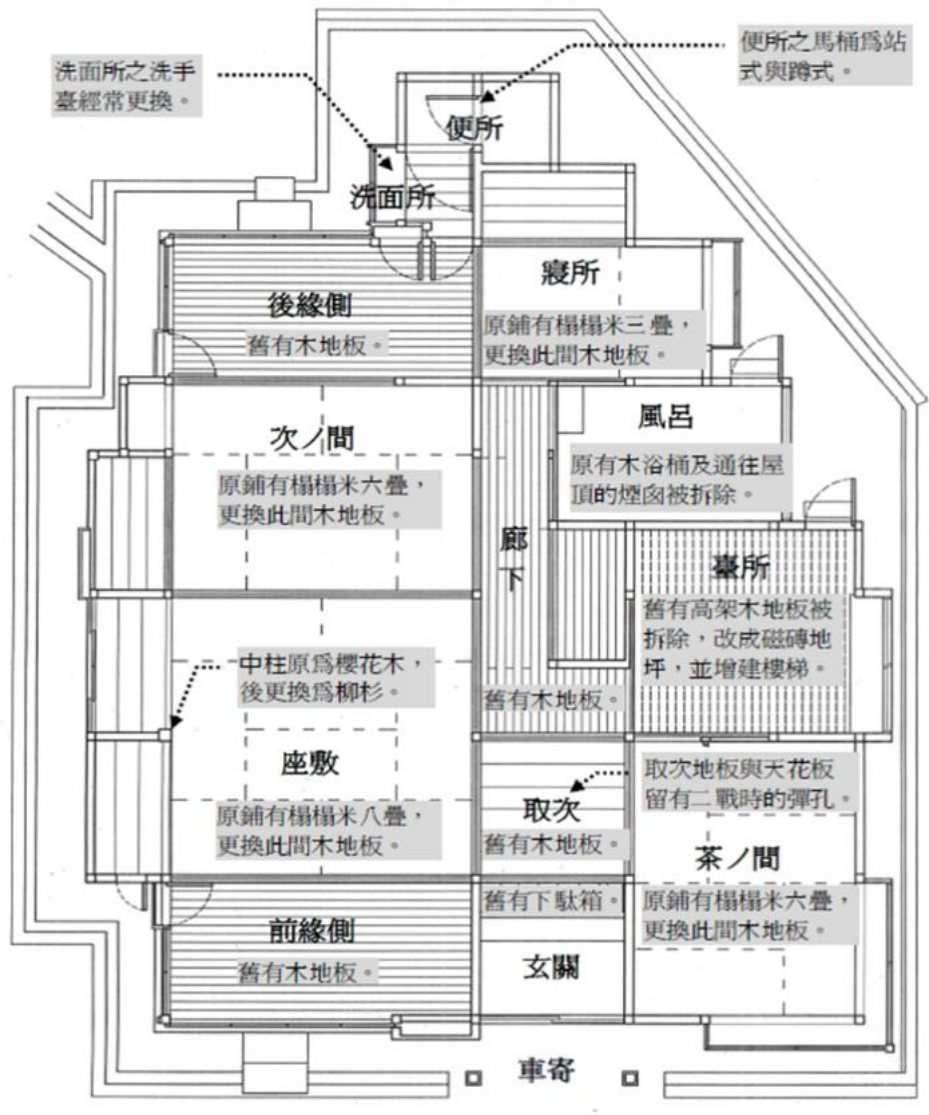 便所之馬桶爲站
式與蹲式。
洗面所之洗手
臺經常更換。
便所
洗面所
後緣側
舊有木地板。
寢所
原鋪有榻榻米三疊，
更換此間木地板。
次ノ間
原鋪有榻榻米六疊，
更換此間木地板。
風呂
原有木浴桶及通往屋
頂的煙囪被拆除。
廊下
舊有木地板。
臺所
舊有高架木地板被
拆除，改成磁磚地
坪，並增建樓梯。
中柱原爲櫻花木，
後更換爲柳杉。
座敷
原鋪有榻榻米八疊，
更換此間木地板。
取次
舊有木地板。
取次地板與天花板
留有二戰時的彈孔。
茶ノ間
原鋪有榻榻米六疊，
更換此間木地板。
前緣側
舊有木地板。
舊有下駄箱。
玄關
車寄